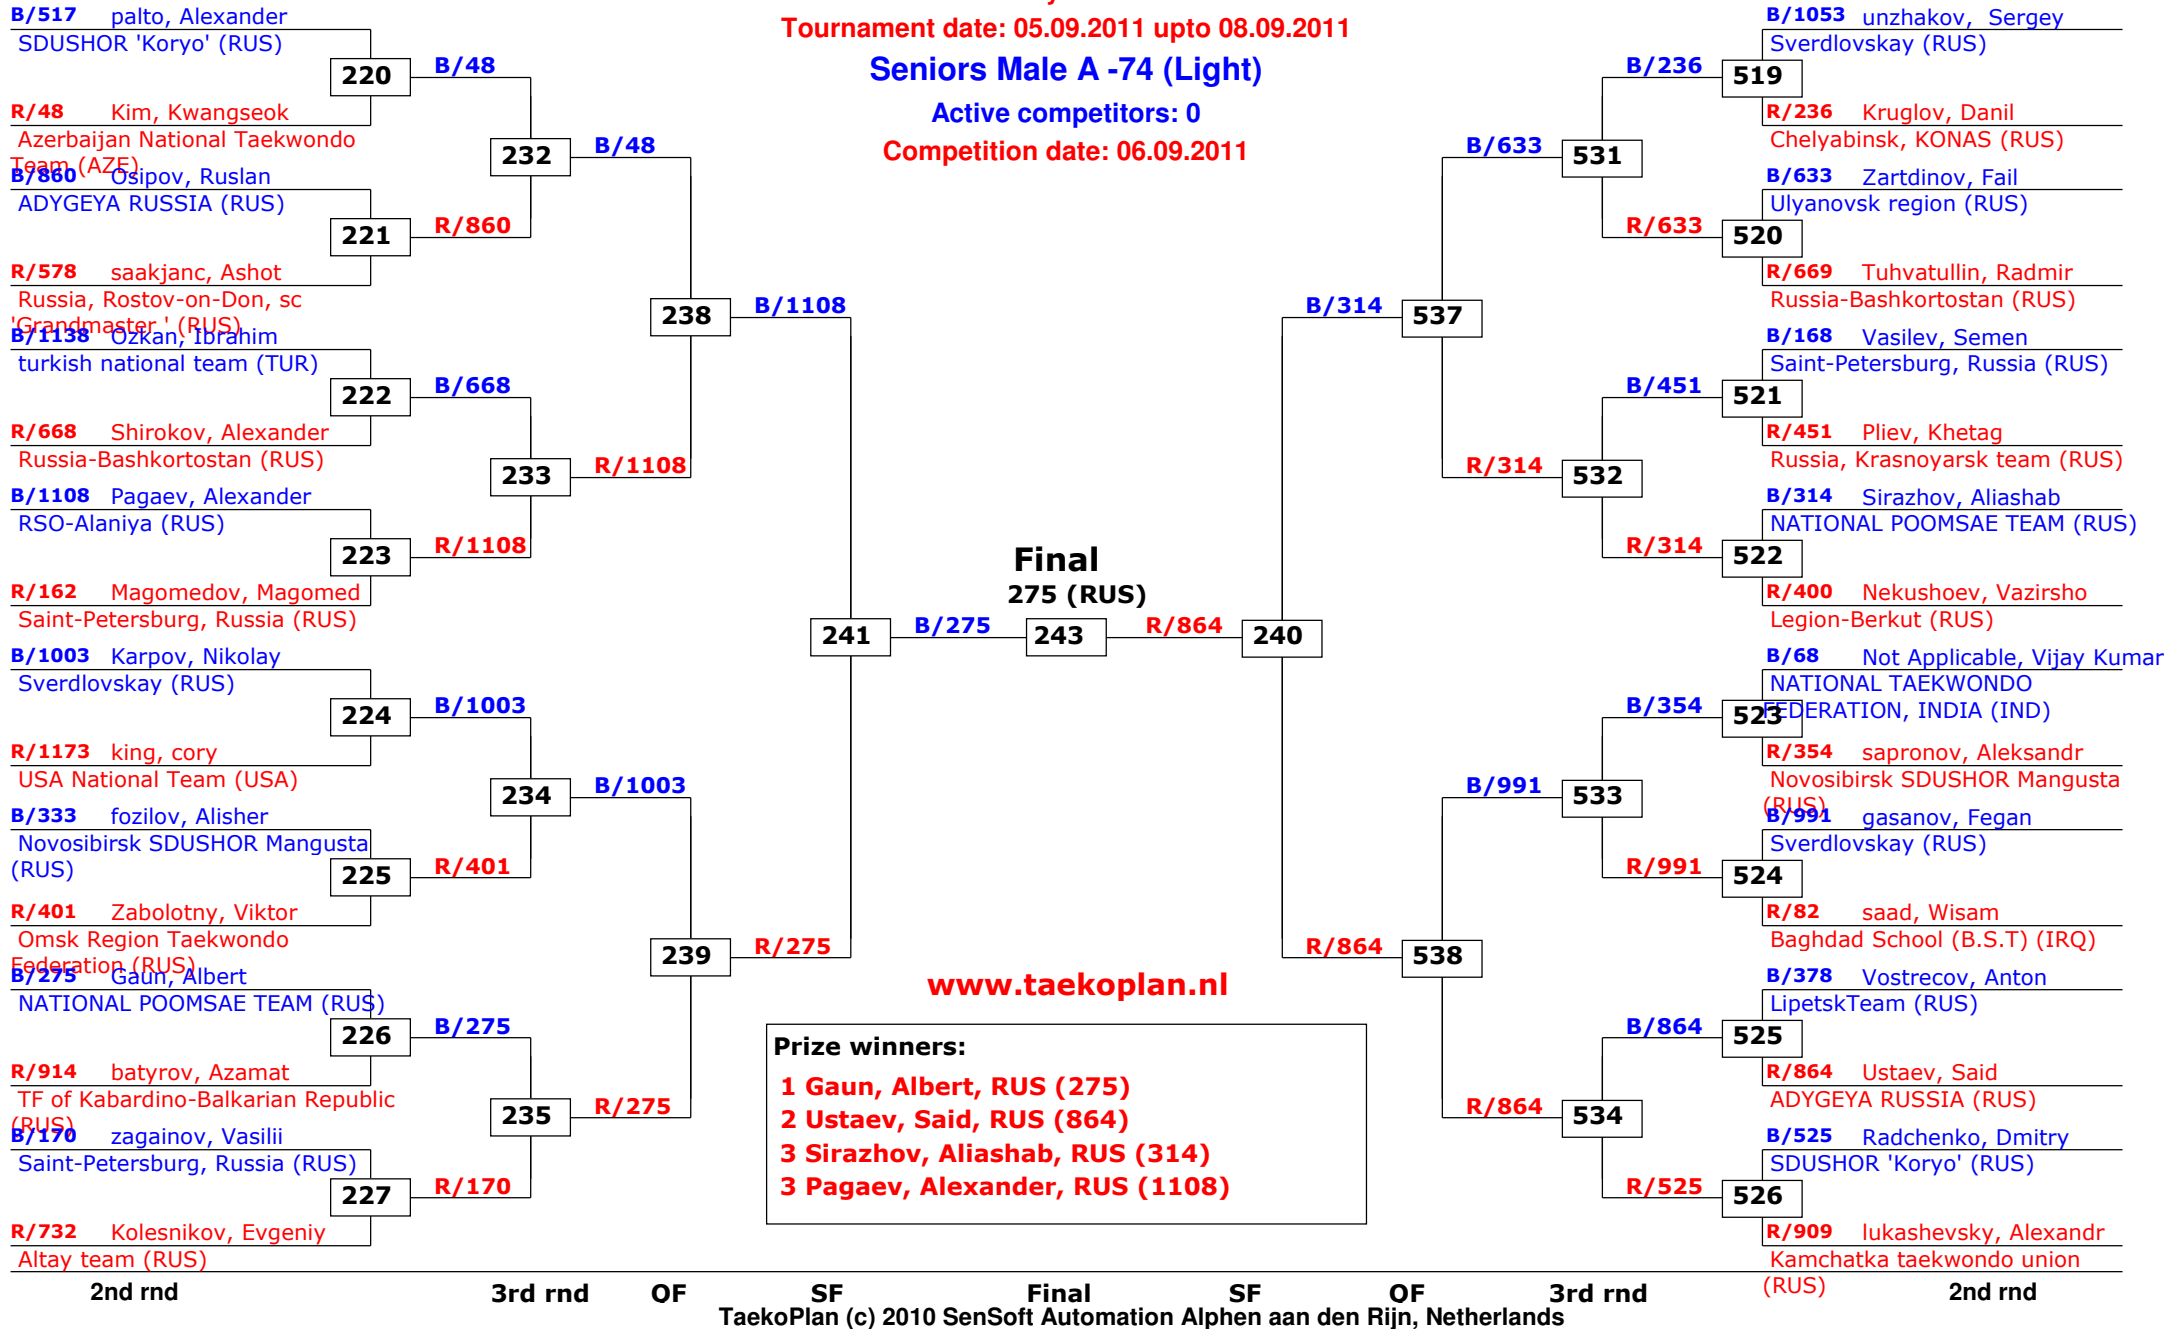 Tournament date: 05.09.2011 upto 08.09.2011
Seniors Male A -74 (Light)
Active competitors: 0
Competition date: 06.09.2011
B/517 palto, Alexander
SDUSHOR 'Koryo' (RUS)
220
B/48
R/48 Kim, Kwangseok
Azerbaijan National Taekwondo
Team (AZE)
232
B/48
B/860 Osipov, Ruslan
ADYGEYA RUSSIA (RUS)
221
R/860
R/578 saakjanc, Ashot
Russia, Rostov-on-Don, sc
'Grandmaster ' (RUS)
238
B/1108
B/1138 Ozkan, Ibrahim
turkish national team (TUR)
222
B/668
R/668 Shirokov, Alexander
Russia-Bashkortostan (RUS)
233
R/1108
B/1108 Pagaev, Alexander
RSO-Alaniya (RUS)
223
R/1108
R/162 Magomedov, Magomed
Saint-Petersburg, Russia (RUS)
241
B/275
B/1003 Karpov, Nikolay
Sverdlovskay (RUS)
224
B/1003
R/1173 king, cory
USA National Team (USA)
234
B/1003
B/333 fozilov, Alisher
Novosibirsk SDUSHOR Mangusta
(RUS)
225
R/401
R/401 Zabolotny, Viktor
Omsk Region Taekwondo
Federation (RUS)
239
R/275
B/275 Gaun, Albert
NATIONAL POOMSAE TEAM (RUS)
226
B/275
R/914 batyrov, Azamat
TF of Kabardino-Balkarian Republic
(RUS)
235
R/275
B/170 zagainov, Vasilii
Saint-Petersburg, Russia (RUS)
227
R/170
R/732 Kolesnikov, Evgeniy
Altay team (RUS)
Final
275 (RUS)
243
R/864
240
B/1053 unzhakov, Sergey
Sverdlovskay (RUS)
B/236
519
R/236 Kruglov, Danil
Chelyabinsk, KONAS (RUS)
B/633
531
B/633 Zartdinov, Fail
Ulyanovsk region (RUS)
R/633
520
R/669 Tuhvatullin, Radmir
Russia-Bashkortostan (RUS)
B/314
537
B/168 Vasilev, Semen
Saint-Petersburg, Russia (RUS)
B/451
521
R/451 Pliev, Khetag
Russia, Krasnoyarsk team (RUS)
R/314
532
B/314 Sirazhov, Aliashab
NATIONAL POOMSAE TEAM (RUS)
R/314
522
R/400 Nekushoev, Vazirsho
Legion-Berkut (RUS)
B/68 Not Applicable, Vijay Kumar
NATIONAL TAEKWONDO
FEDERATION, INDIA (IND)
B/354
523
R/354 sapronov, Aleksandr
Novosibirsk SDUSHOR Mangusta
(RUS)
B/991
533
B/991 gasanov, Fegan
Sverdlovskay (RUS)
R/991
524
R/82 saad, Wisam
Baghdad School (B.S.T) (IRQ)
R/864
538
B/378 Vostrecov, Anton
LipetskTeam (RUS)
B/864
525
R/864 Ustaev, Said
ADYGEYA RUSSIA (RUS)
R/864
534
B/525 Radchenko, Dmitry
SDUSHOR 'Koryo' (RUS)
R/525
526
R/909 lukashevsky, Alexandr
Kamchatka taekwondo union
(RUS)
www.taekoplan.nl
Prize winners:
1 Gaun, Albert, RUS (275)
2 Ustaev, Said, RUS (864)
3 Sirazhov, Aliashab, RUS (314)
3 Pagaev, Alexander, RUS (1108)
2nd rnd 3rd rnd OF SF Final SF OF 3rd rnd 2nd rnd
TaekoPlan (c) 2010 SenSoft Automation Alphen aan den Rijn, Netherlands